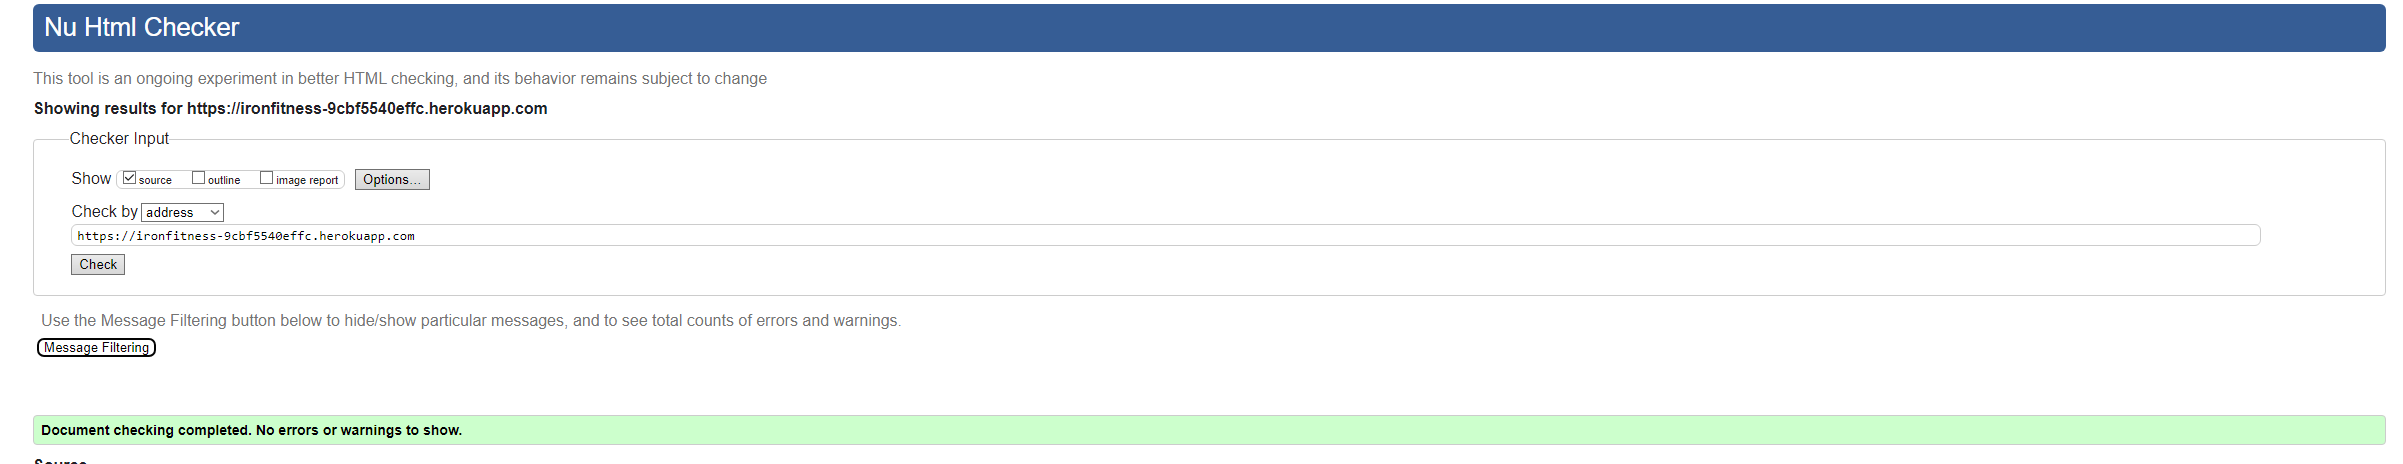 Nu Html Checker
This tool is an ongoing experiment in better HTML checking, and its behavior remains subject to change
Showing results for https://ironfitness-9cbf5540effc.herokuapp.com
Checker Input
Show source outline image report Options...
Check by address
https://ironfitness-9cbf5540effc.herokuapp.com
Check
Use the Message Filtering button below to hide/show particular messages, and to see total counts of errors and warnings.
Message Filtering
Document checking completed. No errors or warnings to show.
Source